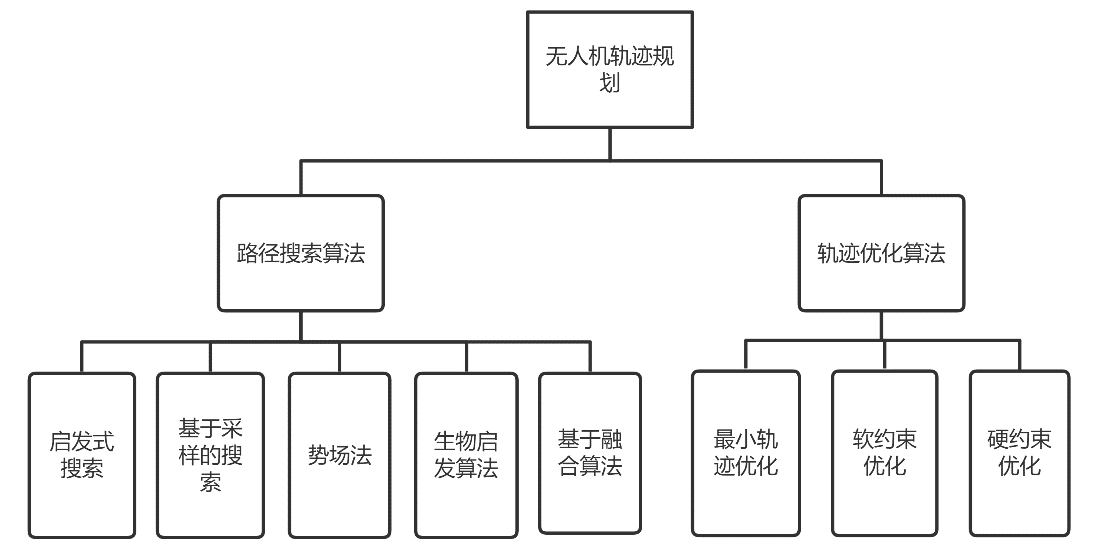 无人机轨迹规
划
路径搜索算法
轨迹优化算法
启发式
搜索
基于采
样的搜
索
势场法
生物启
发算法
基于融
合算法
最小轨
迹优化
软约束
优化
硬约束
优化